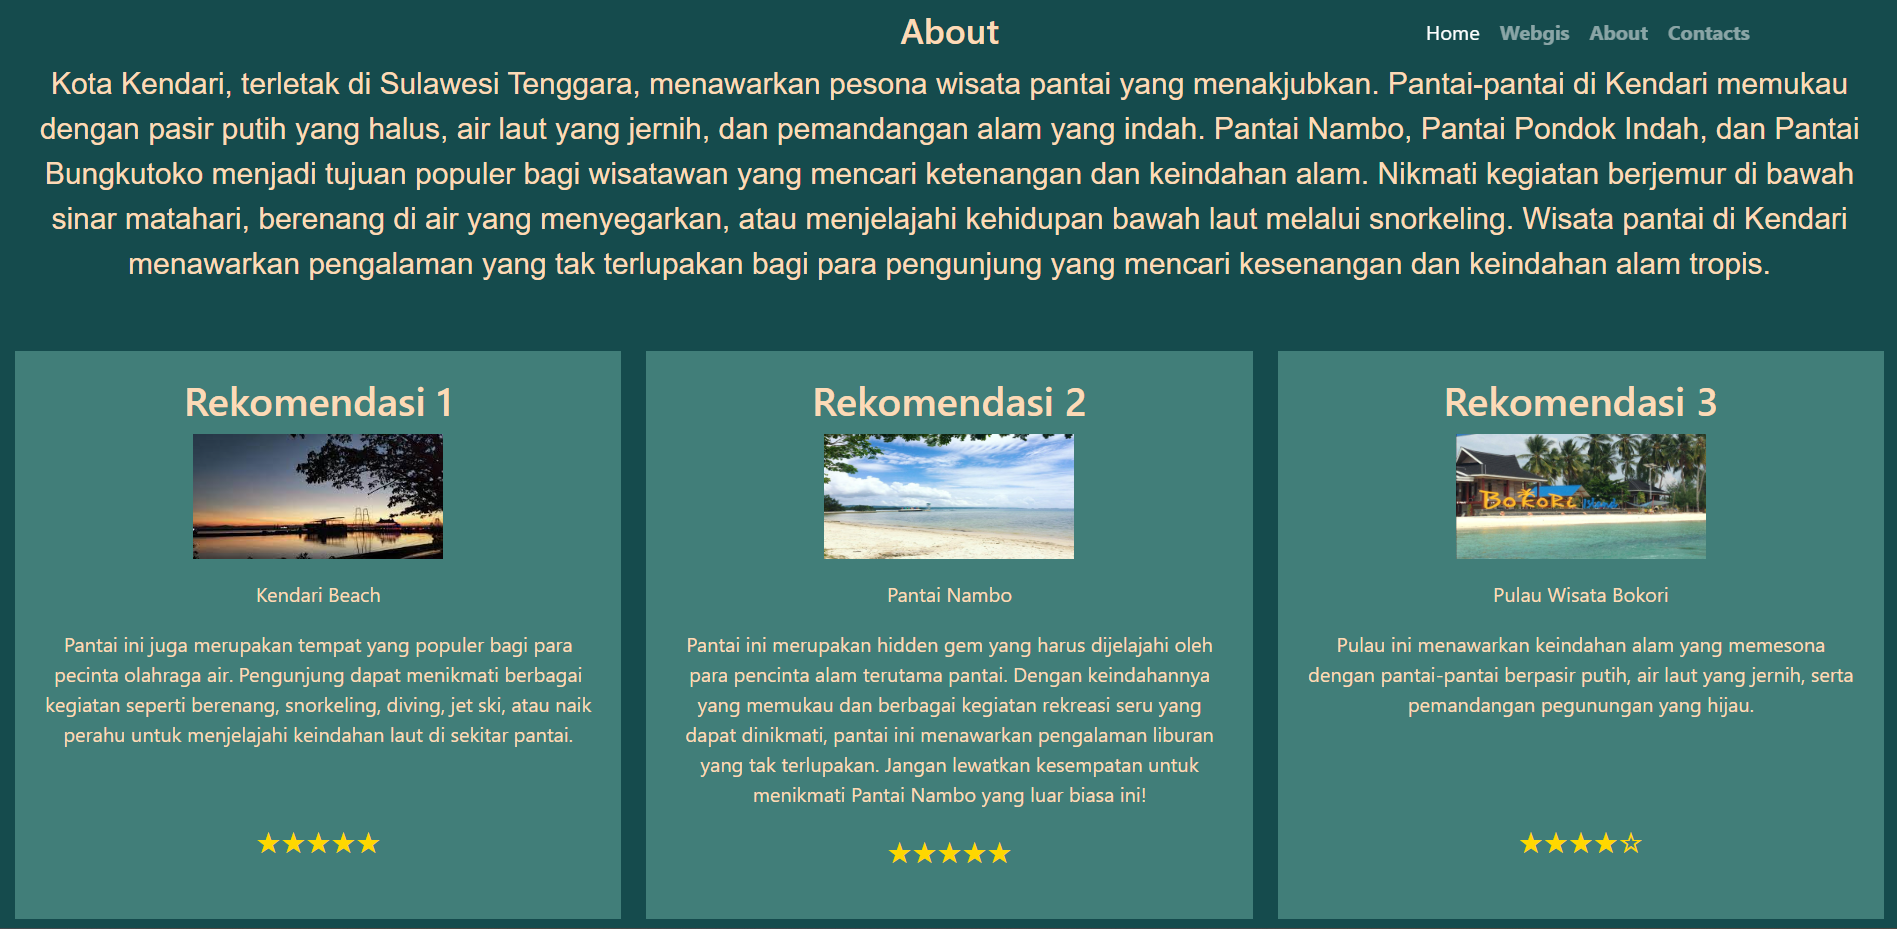 About
Home Webgis About Contacts
Kota Kendari, terletak di Sulawesi Tenggara, menawarkan pesona wisata pantai yang menakjubkan. Pantai-pantai di Kendari memukau
dengan pasir putih yang halus, air laut yang jernih, dan pemandangan alam yang indah. Pantai Nambo, Pantai Pondok Indah, dan Pantai
Bungkutoko menjadi tujuan populer bagi wisatawan yang mencari ketenangan dan keindahan alam. Nikmati kegiatan berjemur di bawah
sinar matahari, berenang di air yang menyegarkan, atau menjelajahi kehidupan bawah laut melalui snorkeling. Wisata pantai di Kendari
menawarkan pengalaman yang tak terlupakan bagi para pengunjung yang mencari kesenangan dan keindahan alam tropis.
Rekomendasi 1
Kendari Beach
Pantai ini juga merupakan tempat yang populer bagi para
pecinta olahraga air. Pengunjung dapat menikmati berbagai
kegiatan seperti berenang, snorkeling, diving, jet ski, atau naik
perahu untuk menjelajahi keindahan laut di sekitar pantai.
★★★★★
Rekomendasi 2
Pantai Nambo
Pantai ini merupakan hidden gem yang harus dijelajahi oleh
para pencinta alam terutama pantai. Dengan keindahannya
yang memukau dan berbagai kegiatan rekreasi seru yang
dapat dinikmati, pantai ini menawarkan pengalaman liburan
yang tak terlupakan. Jangan lewatkan kesempatan untuk
menikmati Pantai Nambo yang luar biasa ini!
★★★★★
Rekomendasi 3
BOKORI Island
Pulau Wisata Bokori
Pulau ini menawarkan keindahan alam yang memesona
dengan pantai-pantai berpasir putih, air laut yang jernih, serta
pemandangan pegunungan yang hijau.
★★★★☆